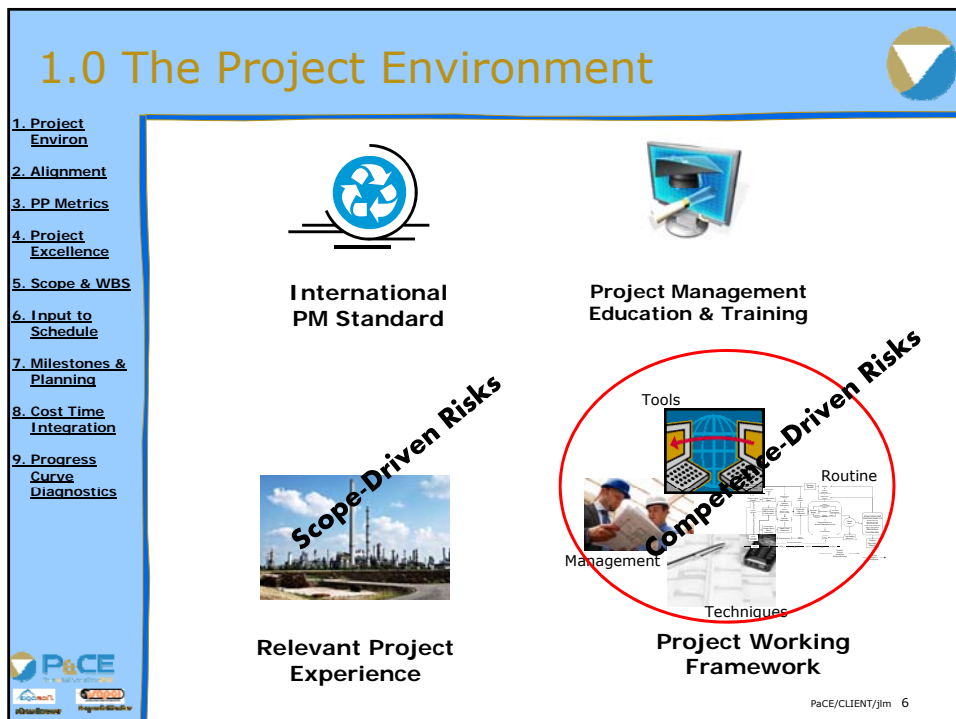 1.0 The Project Environment
1. Project
Environ
2. Alignment
3. PP Metrics
4. Project
Excellence
5. Scope & WBS
6. Input to
Schedule
7. Milestones &
Planning
8. Cost Time
Integration
9. Progress
Curve
Diagnostics
International
PM Standard
Project Management
Education & Training
Scope-Driven Risks
Relevant Project
Experience
Competence-Driven Risks
Tools
Routine
Management
Techniques
Project Working
Framework
P&CE
PaCE/CLIENT/jlm 6